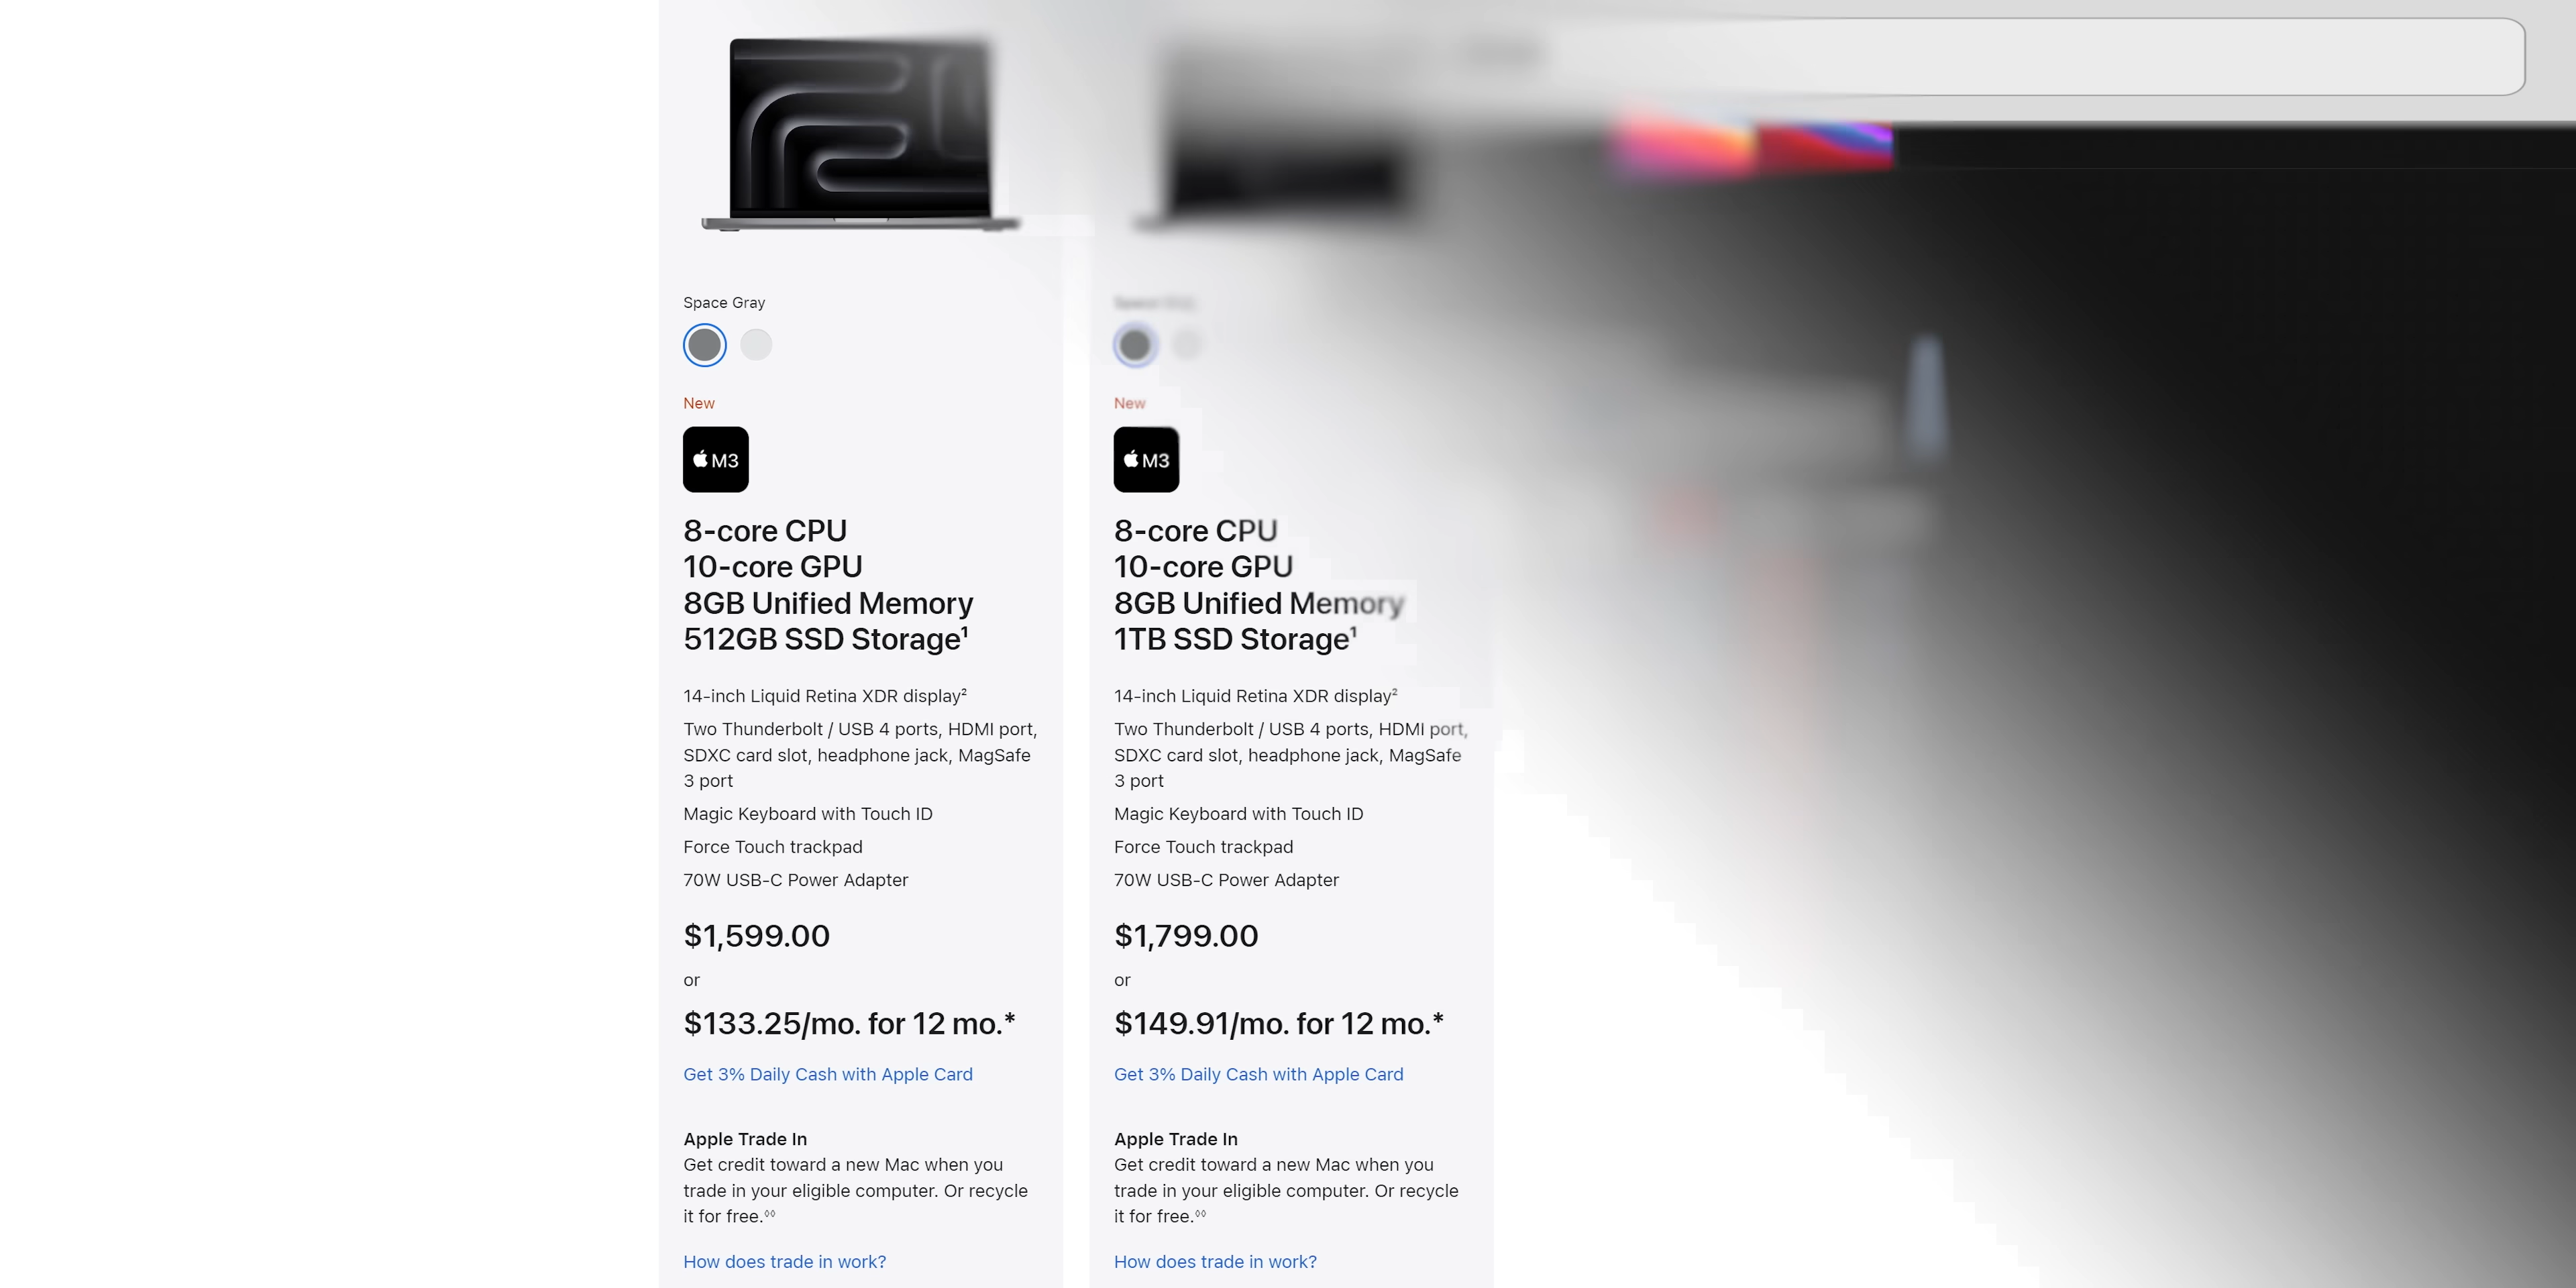 Space Gray
New
M3
8-core CPU
10-core GPU
8GB Unified Memory
512GB SSD Storage¹
14-inch Liquid Retina XDR display²
Two Thunderbolt / USB 4 ports, HDMI port,
SDXC card slot, headphone jack, MagSafe
3 port
Magic Keyboard with Touch ID
Force Touch trackpad
70W USB-C Power Adapter
$1,599.00
or
$133.25/mo. for 12 mo.*
Get 3% Daily Cash with Apple Card
Apple Trade In
Get credit toward a new Mac when you
trade in your eligible computer. Or recycle
it for free.◊◊
How does trade in work?
New
M3
8-core CPU
10-core GPU
8GB Unified Memory
1TB SSD Storage¹
14-inch Liquid Retina XDR display²
Two Thunderbolt / USB 4 ports, HDMI port,
SDXC card slot, headphone jack, MagSafe
3 port
Magic Keyboard with Touch ID
Force Touch trackpad
70W USB-C Power Adapter
$1,799.00
or
$149.91/mo. for 12 mo.*
Get 3% Daily Cash with Apple Card
Apple Trade In
Get credit toward a new Mac when you
trade in your eligible computer. Or recycle
it for free.◊◊
How does trade in work?